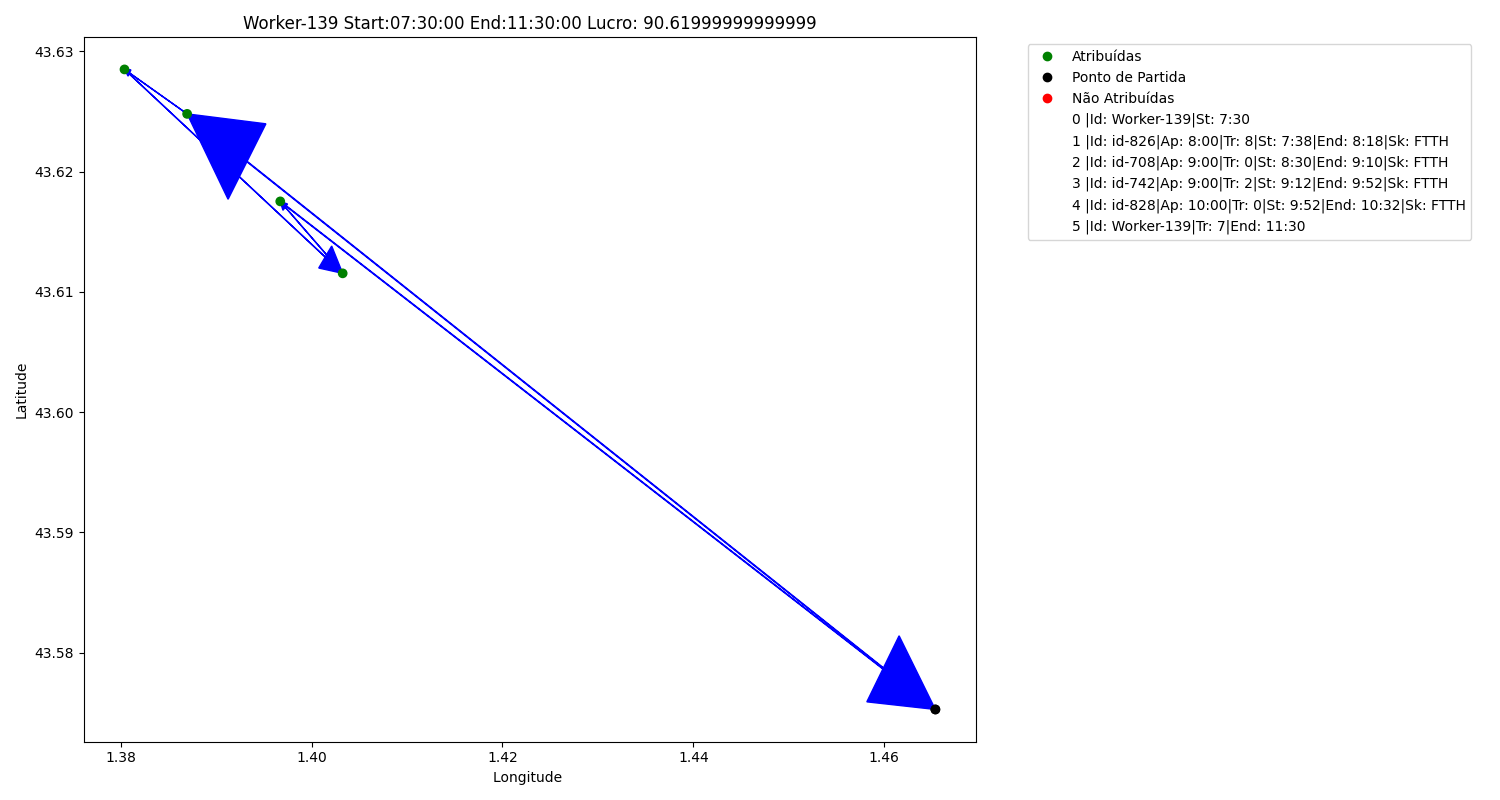 Worker-139 Start:07:30:00 End:11:30:00 Lucro: 90.61999999999999
43.63
43.62
43.61
43.60
43.59
43.58
Latitude
1.38
1.40
1.42
1.44
1.46
Longitude
Atribuídas
Ponto de Partida
Não Atribuídas
0 |Id: Worker-139|St: 7:30
1 |Id: id-826|Ap: 8:00|Tr: 8|St: 7:38|End: 8:18|Sk: FTTH
2 |Id: id-708|Ap: 9:00|Tr: 0|St: 8:30|End: 9:10|Sk: FTTH
3 |Id: id-742|Ap: 9:00|Tr: 2|St: 9:12|End: 9:52|Sk: FTTH
4 |Id: id-828|Ap: 10:00|Tr: 0|St: 9:52|End: 10:32|Sk: FTTH
5 |Id: Worker-139|Tr: 7|End: 11:30